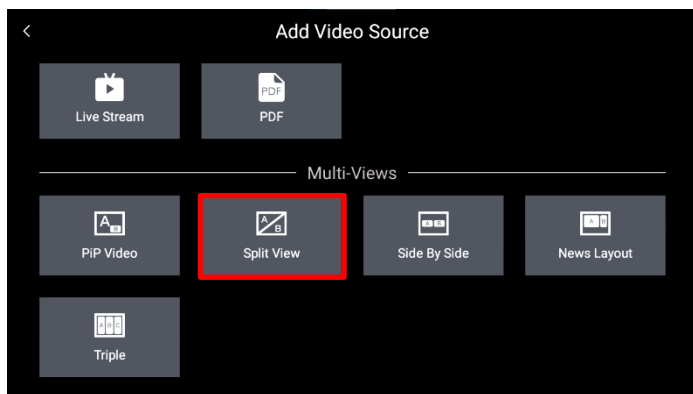 Add Video Source
PDF
Live Stream PDF
Multi-Views
A B A B A B A B
PiP Video Split View Side By Side News Layout
A B C
Triple